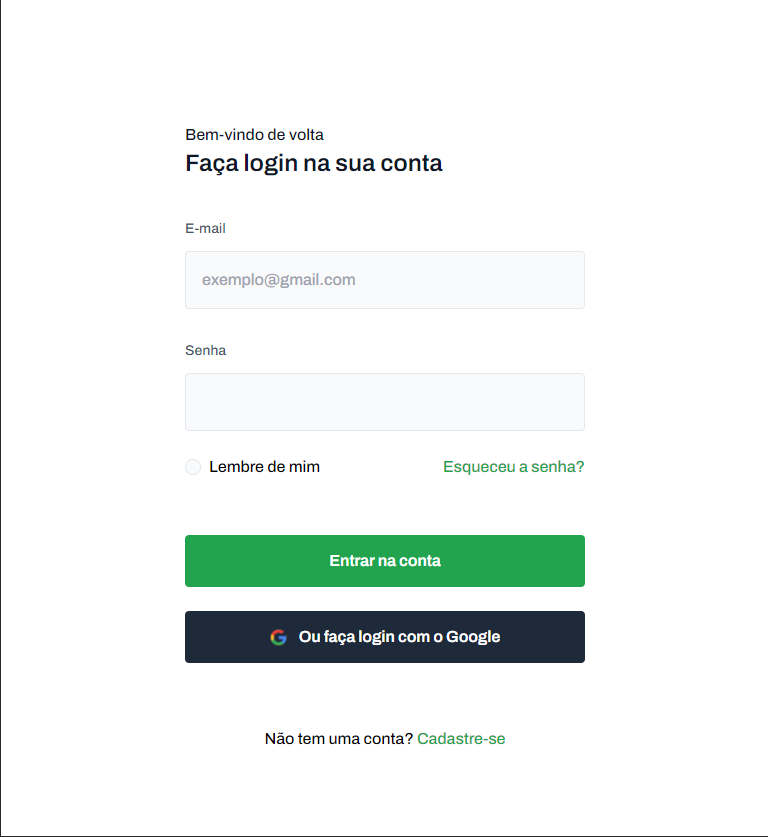 Bem-vindo de volta
Faça login na sua conta
E-mail
exemplo@gmail.com
Senha
Lembre de mim Esqueceu a senha?
Entrar na conta
Ou faça login com o Google
Não tem uma conta? Cadastre-se